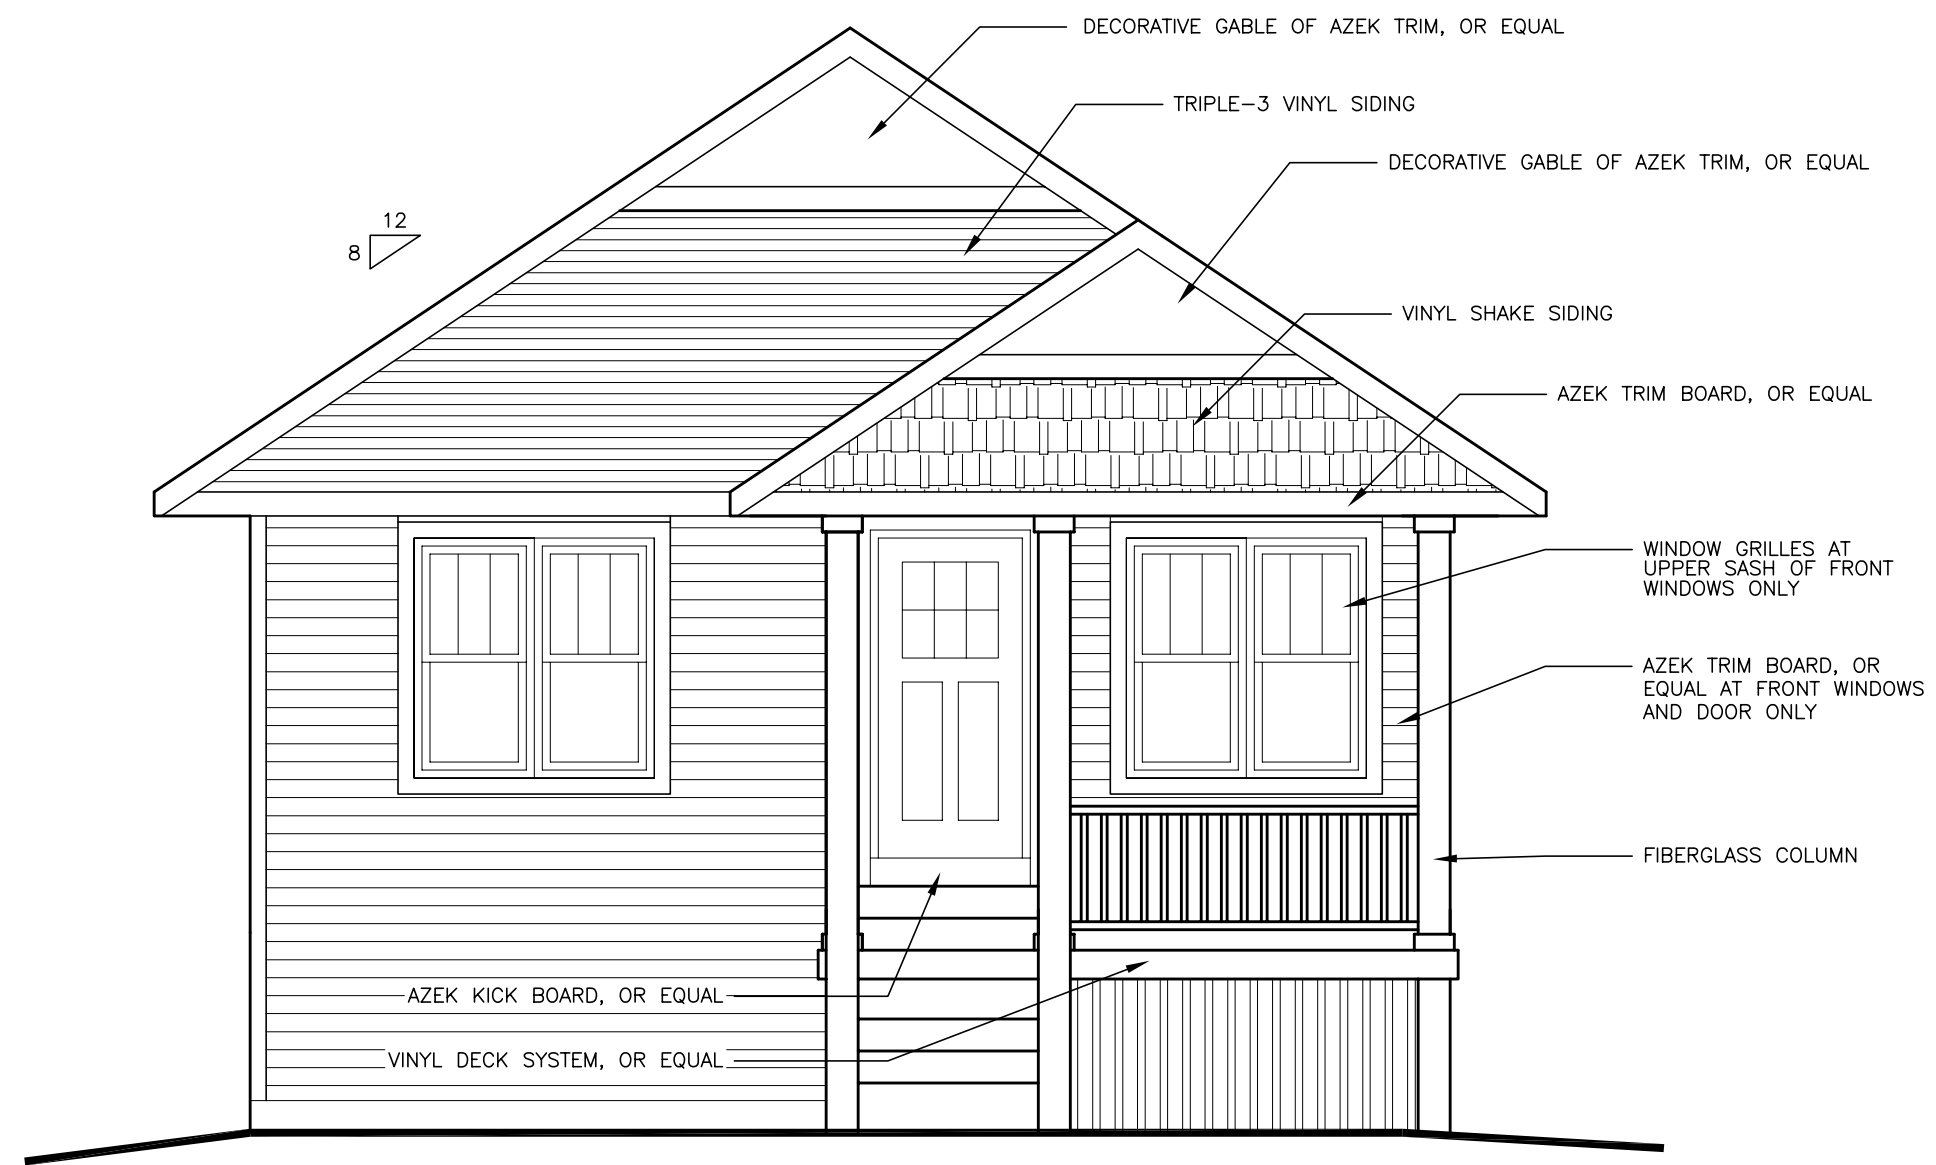 DECORATIVE GABLE OF AZEK TRIM, OR EQUAL
TRIPLE-3 VINYL SIDING
DECORATIVE GABLE OF AZEK TRIM, OR EQUAL
12
8
VINYL SHAKE SIDING
AZEK TRIM BOARD, OR EQUAL
WINDOW GRILLES AT
UPPER SASH OF FRONT
WINDOWS ONLY
AZEK TRIM BOARD, OR
EQUAL AT FRONT WINDOWS
AND DOOR ONLY
FIBERGLASS COLUMN
AZEK KICK BOARD, OR EQUAL
VINYL DECK SYSTEM, OR EQUAL